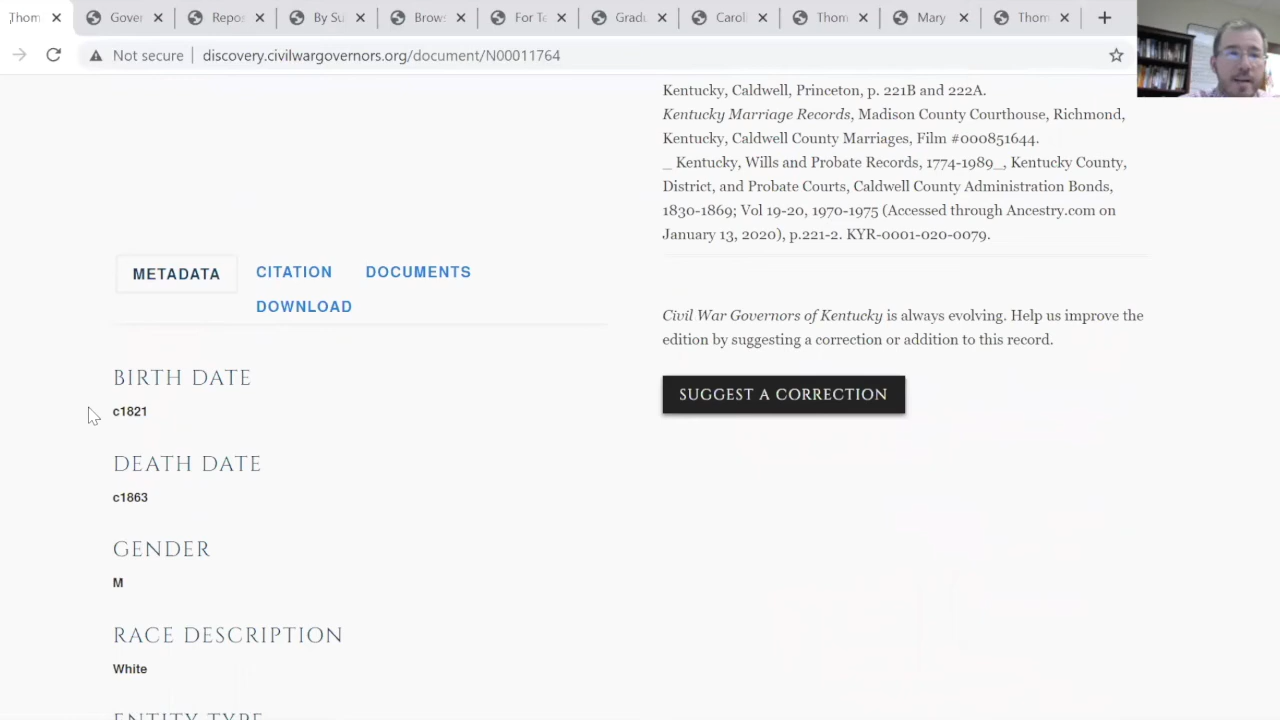 Thom
Gover
Repo
By Su
Brow
For Te
Gradu
Caroli
Thom
Mary
Thom
Not secure
discovery.civilwargovernors.org/document/N00011764
Kentucky, Caldwell, Princeton, p. 221B and 222A.
Kentucky Marriage Records, Madison County Courthouse, Richmond,
Kentucky, Caldwell County Marriages, Film #000851644.
_ Kentucky, Wills and Probate Records, 1774-1989_, Kentucky County,
District, and Probate Courts, Caldwell County Administration Bonds,
1830-1869; Vol 19-20, 1970-1975 (Accessed through Ancestry.com on
January 13, 2020), p.221-2. KYR-0001-020-0079.
METADATA
CITATION
DOCUMENTS
DOWNLOAD
Civil War Governors of Kentucky is always evolving. Help us improve the
edition by suggesting a correction or addition to this record.
SUGGEST A CORRECTION
BIRTH DATE
c1821
DEATH DATE
c1863
GENDER
M
RACE DESCRIPTION
White
ENTITY TYPE